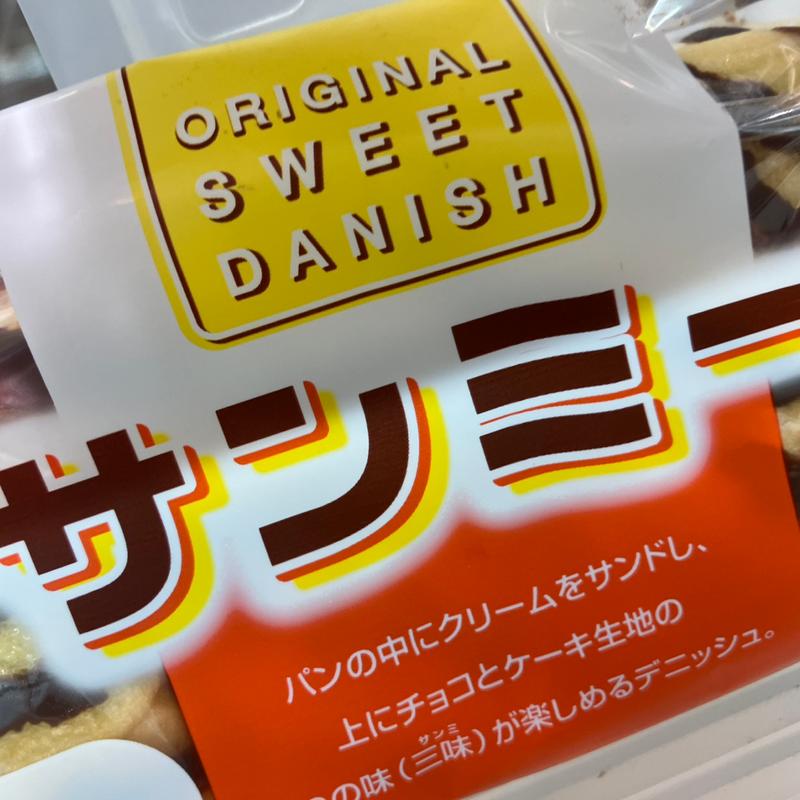 ORIGINAL
SWEET
DANISH
サンミー
パンの中にクリームをサンドし、
上にチョコとケーキ生地の
の味(三味)が楽しめるデニッシュ。
サンミ